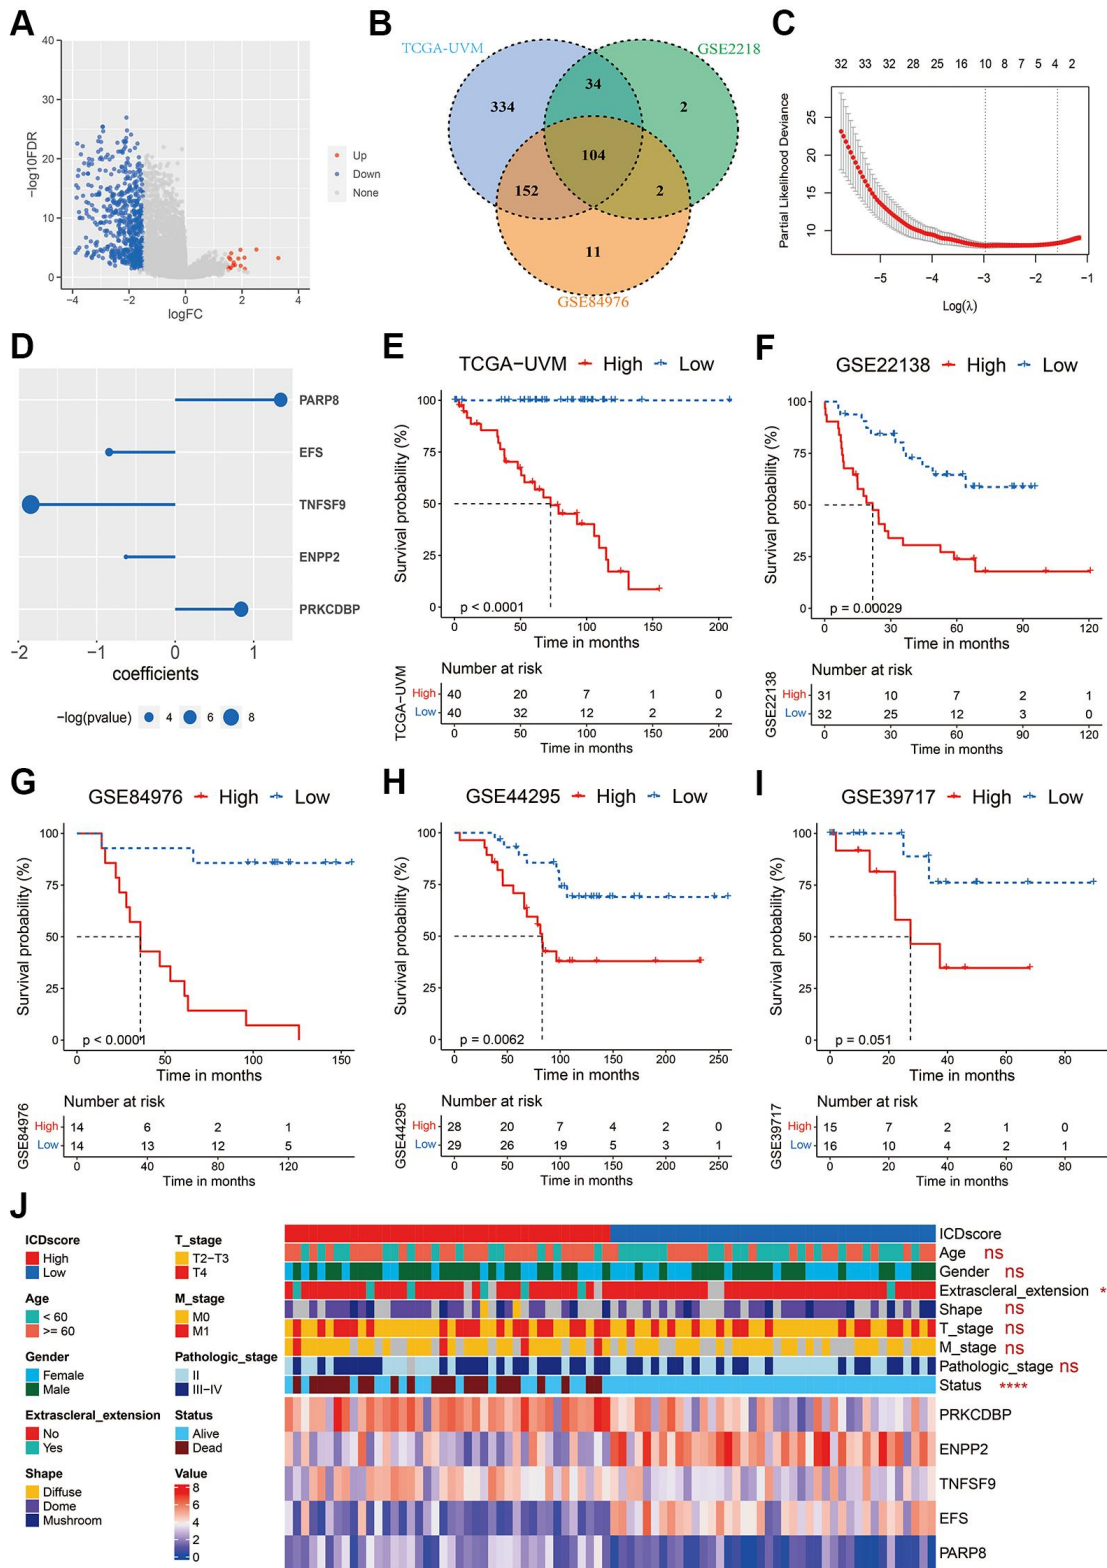 A
40
30
20
10
0
−log10FDR
−4
−2
0
2
4
logFC
Up
Down
None
B
TCGA-UVM
GSE2218
334
34
2
104
152
2
11
GSE84976
C
32 33 32 28 25 16 10 8 7 5 4 2
Partial Likelihood Deviance
25
20
15
10
−5 −4 −3 −2 −1
Log(λ)
D
PARP8
EFS
TNFSF9
ENPP2
PRKCDBP
−2 −1 0 1
coefficients
−log(pvalue) 4 6 8
E
TCGA−UVM High Low
Survival probability (%)
100
75
50
25
0
p < 0.0001
0 50 100 150 200
Time in months
Number at risk
TCGA−UVM
High 40 20 7 1 0
Low 40 32 12 2 2
0 50 100 150 200
Time in months
F
GSE22138 High Low
Survival probability (%)
100
75
50
25
0
p = 0.00029
0 30 60 90 120
Time in months
Number at risk
GSE22138
High 31 10 7 2 1
Low 32 25 12 3 0
0 30 60 90 120
Time in months
G
GSE84976 High Low
Survival probability (%)
100
75
50
25
0
p < 0.0001
0 50 100 150
Time in months
Number at risk
GSE84976
High 14 6 2 1
Low 14 13 12 5
0 40 80 120
Time in months
H
GSE44295 High Low
Survival probability (%)
100
75
50
25
0
p = 0.0062
0 50 100 150 200 250
Time in months
Number at risk
GSE44295
High 28 20 7 4 2 0
Low 29 26 19 5 3 1
0 50 100 150 200 250
Time in months
I
GSE39717 High Low
Survival probability (%)
100
75
50
25
0
p = 0.051
0 20 40 60 80
Time in months
Number at risk
GSE39717
High 15 7 2 1 0
Low 16 10 4 2 1
0 20 40 60 80
Time in months
J
ICDscore
High
Low
Age
< 60
>= 60
Gender
Female
Male
Extrascleral_extension
No
Yes
Shape
Diffuse
Dome
Mushroom
T_stage
T2−T3
T4
M_stage
M0
M1
Pathologic_stage
II
III−IV
Status
Alive
Dead
Value
8
6
4
2
0
ICDscore
Age ns
Gender ns
Extrascleral_extension *
Shape ns
T_stage ns
M_stage ns
Pathologic_stage ns
Status ****
PRKCDBP
ENPP2
TNFSF9
EFS
PARP8